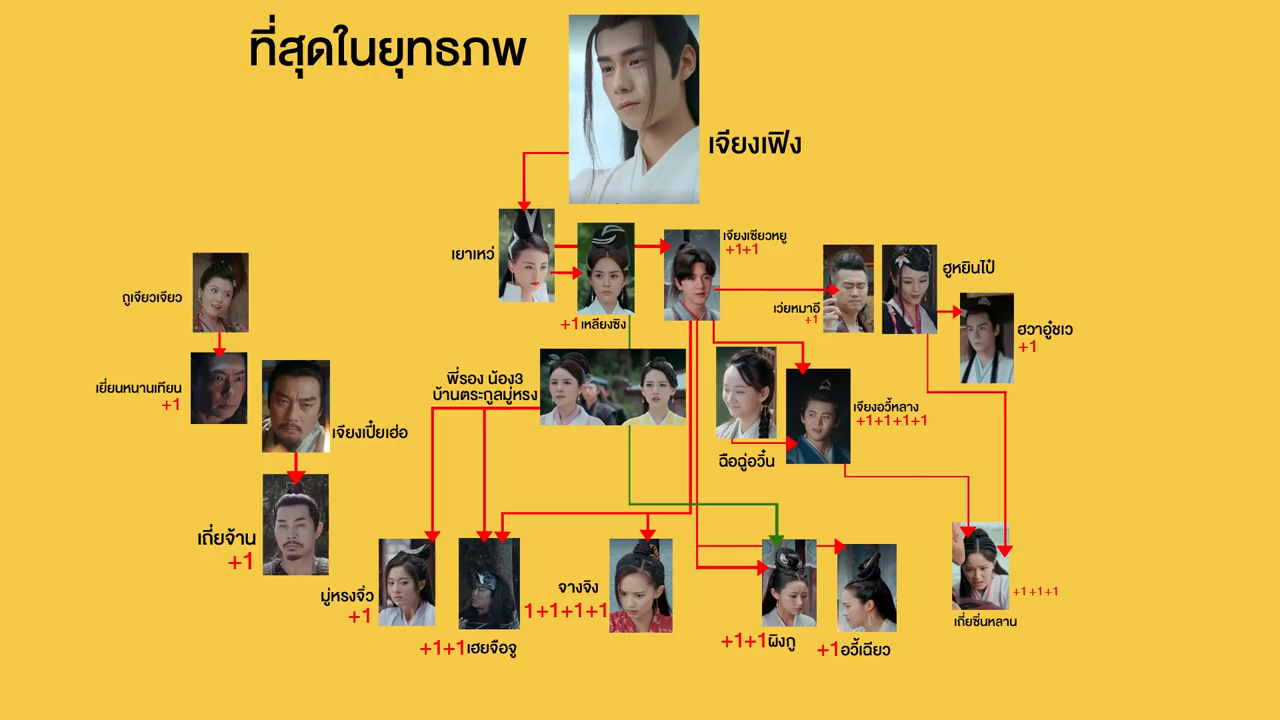 ที่สุดในยุทธภพ
เจียงเฟิง
เยาเหว่
+1เหลียงซิง
เจียงเซียวหยู
+1+1
เว่ยหมาอี
+1
ฮูหยินไป๋
ฮวาอู๋ชเว
+1
ถูเจียวเจียว
เยี่ยนหนานเทียน
+1
เจียงเปี๋ยเฮ่อ
เถี่ยจ้าน
+1
พี่รอง น้อง3
บ้านตระกูลมู่หรง
ฉือฉู่อวิ๋น
เจียงอวี้หลาง
+1+1+1+1
มู่หรงจิ่ว
+1
+1+1เฮยจือจู
จางจิง
1+1+1+1
+1+1ผิงกู
+1อวี้เฉียว
+1+1+1
เถี่ยซิ่นหลาน